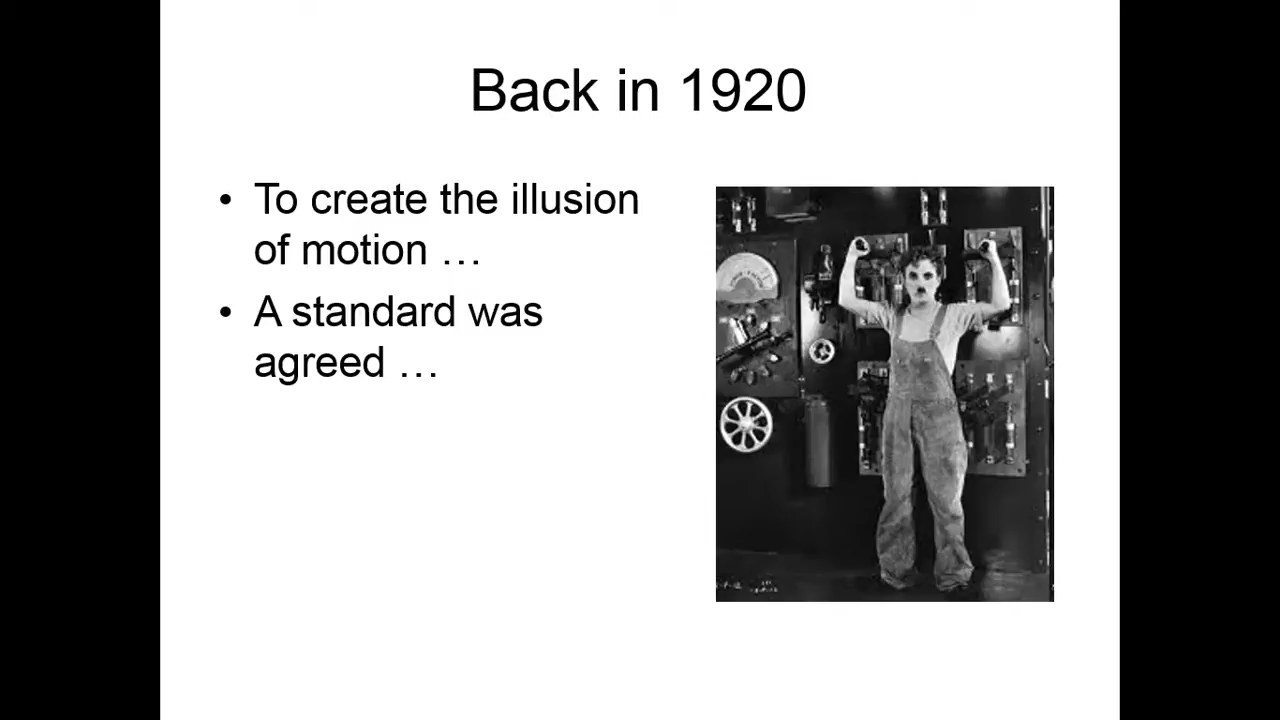 Back in 1920
• To create the illusion
of motion …
• A standard was
agreed …